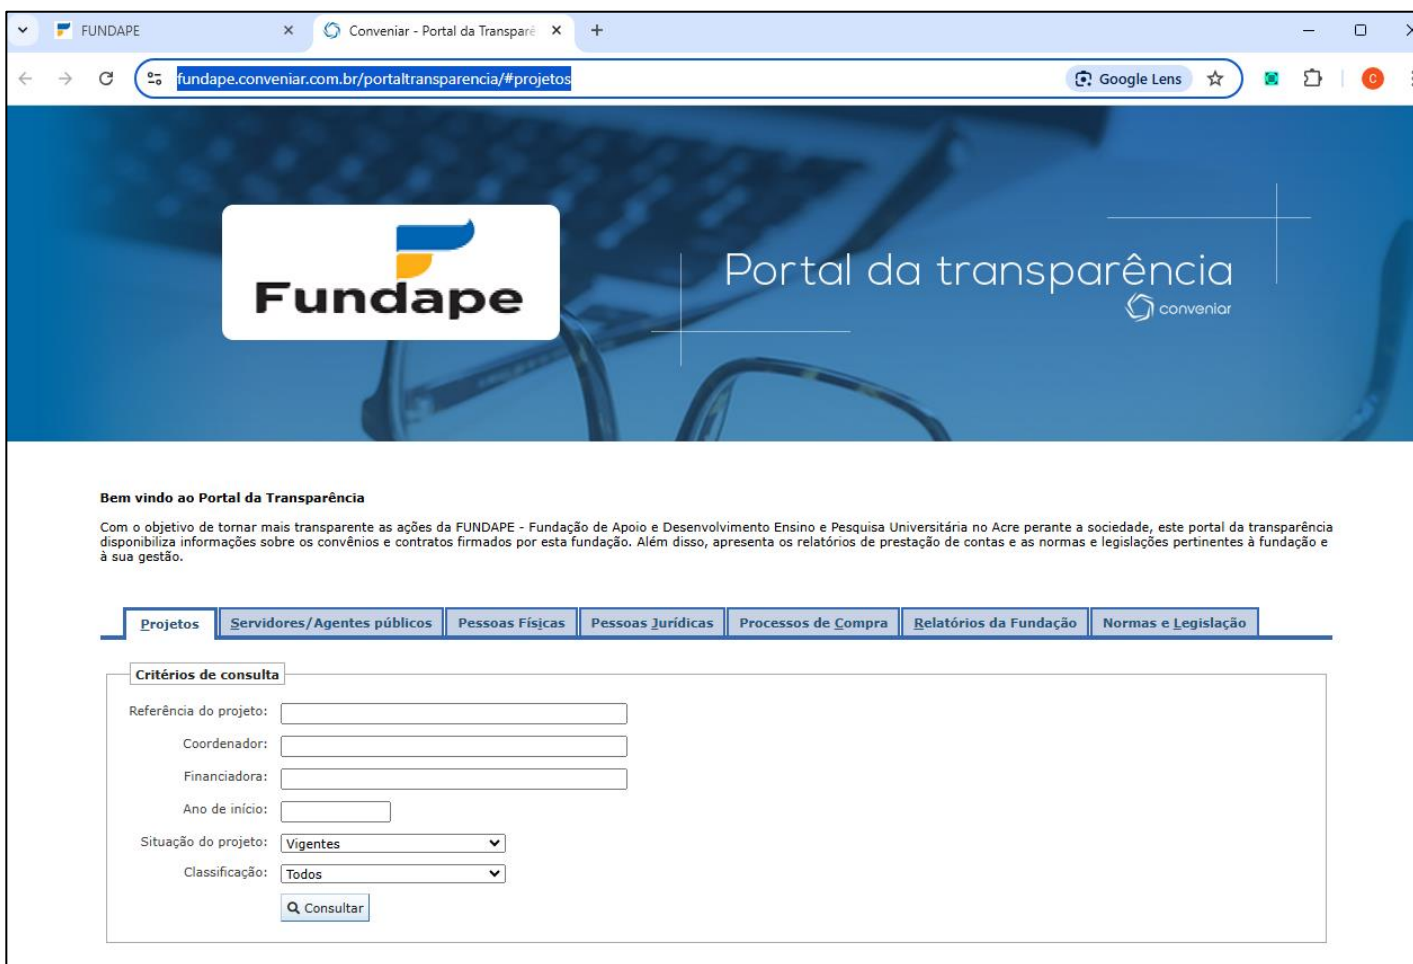 FUNDAPE
Conveniar - Portal da Transparê
fundape.conveniar.com.br/portaltransparencia/#projetos
Google Lens
C
Fundape
Portal da transparência
conveniar
Bem vindo ao Portal da Transparência
Com o objetivo de tornar mais transparente as ações da FUNDAPE - Fundação de Apoio e Desenvolvimento Ensino e Pesquisa Universitária no Acre perante a sociedade, este portal da transparência
disponibiliza informações sobre os convênios e contratos firmados por esta fundação. Além disso, apresenta os relatórios de prestação de contas e as normas e legislações pertinentes à fundação e
à sua gestão.
Projetos
Servidores/Agentes públicos
Pessoas Físicas
Pessoas Jurídicas
Processos de Compra
Relatórios da Fundação
Normas e Legislação
Critérios de consulta
Referência do projeto:
Coordenador:
Financiadora:
Ano de início:
Situação do projeto: Vigentes
Classificação: Todos
Consultar